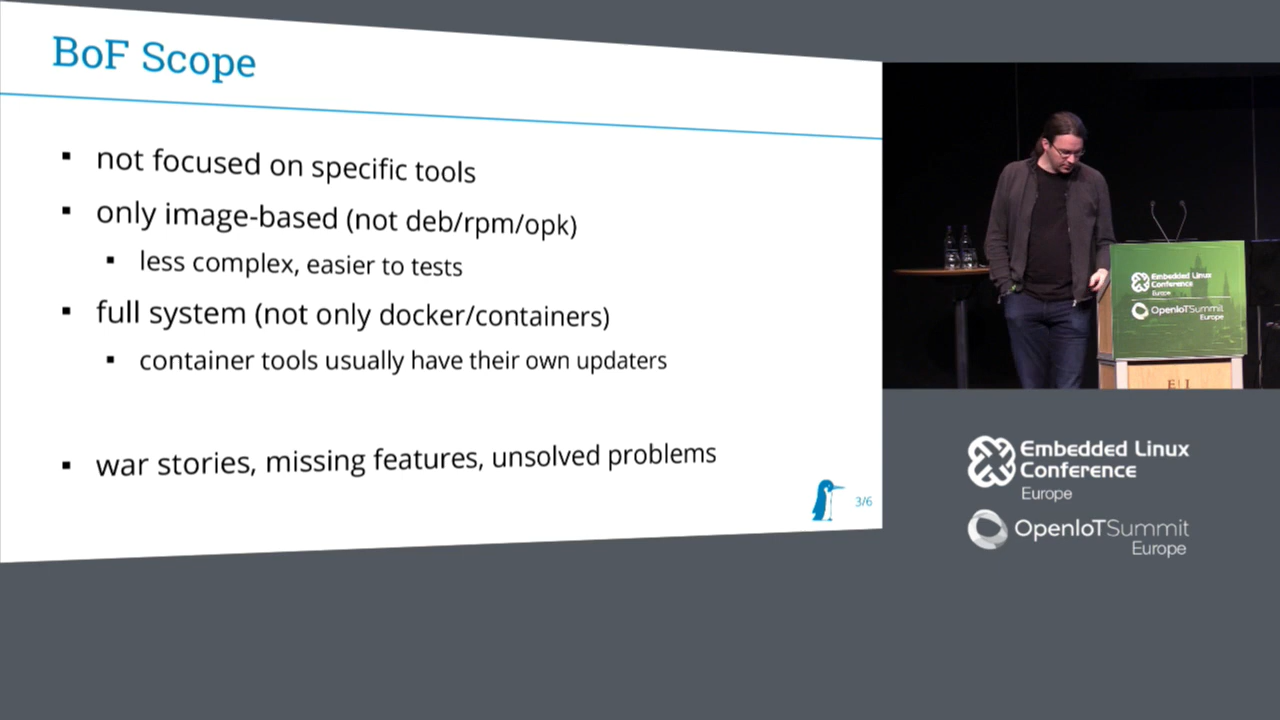 BoF Scope
not focused on specific tools
only image-based (not deb/rpm/opk)
less complex, easier to tests
full system (not only docker/containers)
container tools usually have their own updaters
war stories, missing features, unsolved problems
3/6
Embedded Linux
Conference
Europe
OpenIoTSummit
Europe
Embedded Linux
Conference
Europe
OpenIoTSummit
Europe